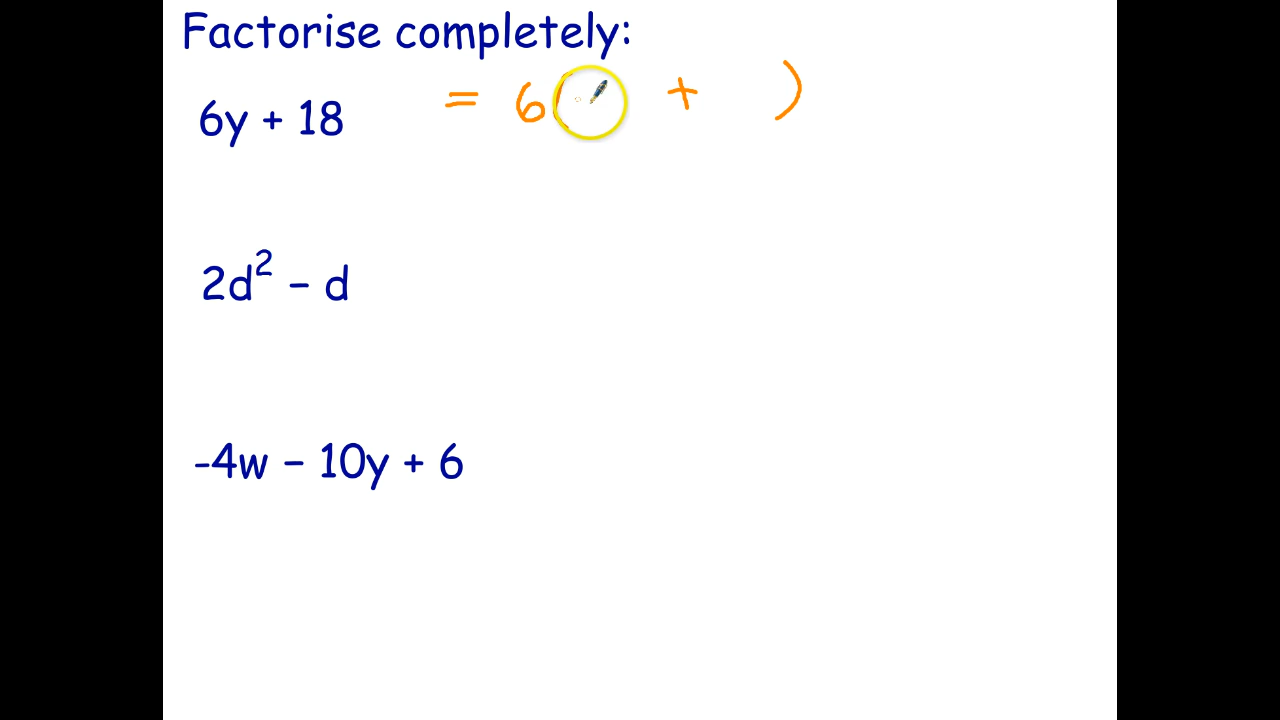 Factorise completely:
6y + 18 = 6( + )
2d² – d
-4w – 10y + 6